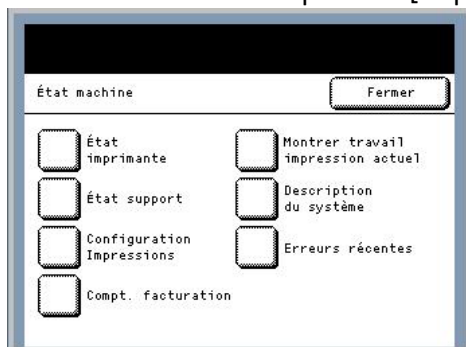 État machine
Fermer
État
imprimante
Montrer travail
impression actuel
État support
Description
du système
Configuration
Impressions
Erreurs récentes
Compt. facturation